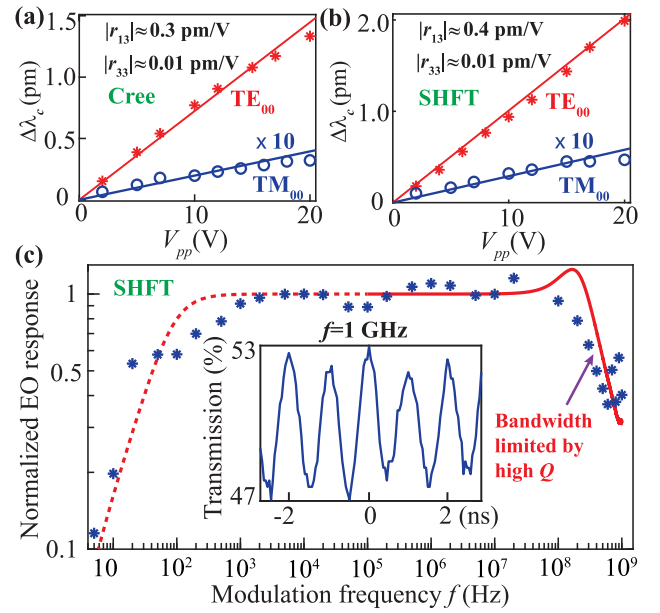 (a)
|r₁₃|≈0.3 pm/V
|r₃₃|≈0.01 pm/V
Cree
TE₀₀
× 10
TM₀₀
Δλ_c (pm)
1.5
1.0
0.5
0
0
10
20
V_pp(V)
(b)
|r₁₃|≈0.4 pm/V
|r₃₃|≈0.01 pm/V
SHFT
TE₀₀
× 10
TM₀₀
Δλ_c (pm)
2.0
1.0
0
0
10
20
V_pp(V)
(c)
SHFT
Normalized EO response
1
0.5
0.1
f=1 GHz
Transmission (%)
53
47
-2
0
2
(ns)
Bandwidth
limited by
high Q
10
10²
10³
10⁴
10⁵
10⁶
10⁷
10⁸
10⁹
Modulation frequency f (Hz)